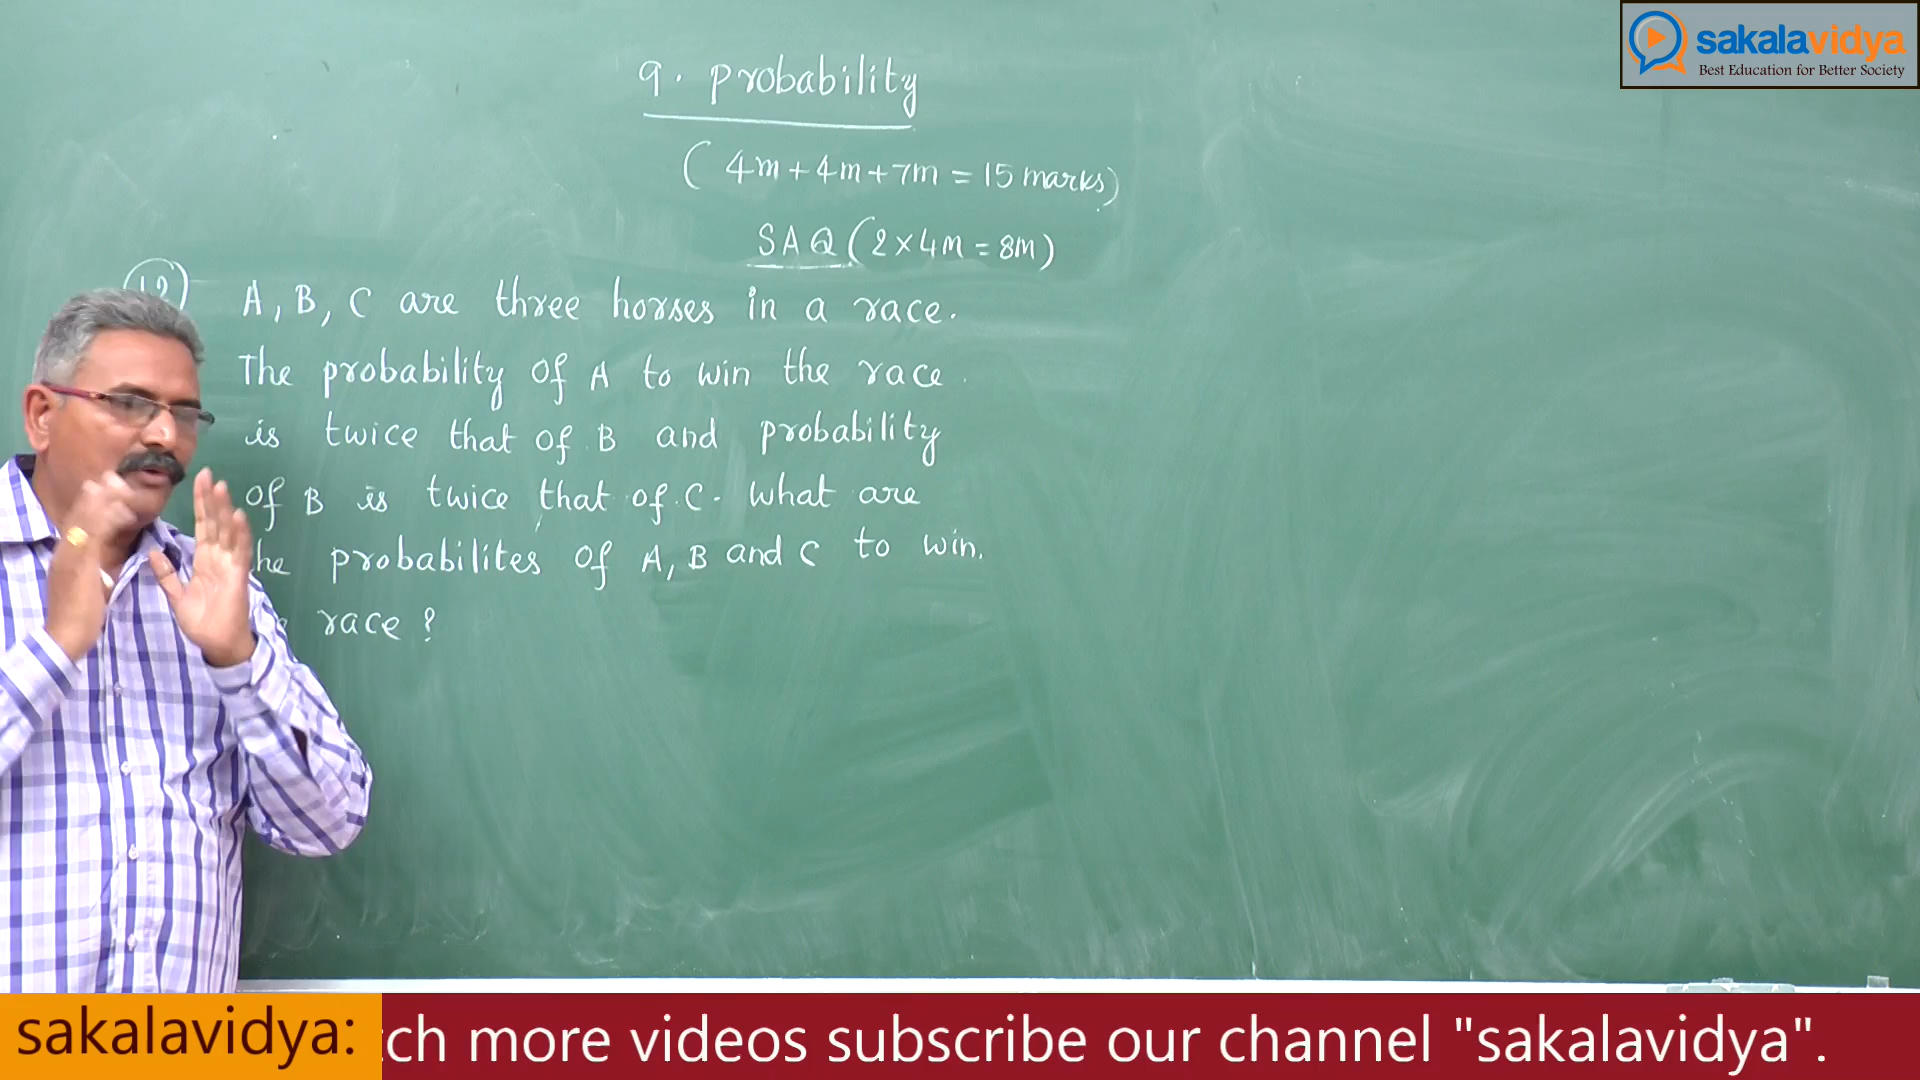 sakalavidya
Best Education for Better Society
9. probability
( 4m + 4m + 7m = 15 marks)
SAQ (2 × 4m = 8m)
A, B, C are three horses in a race.
The probability of A to win the race
is twice that of B and probability
of B is twice that of C. what are
probabilites of A, B and C to win.
race ?
sakalavidya: more videos subscribe our channel "sakalavidya".